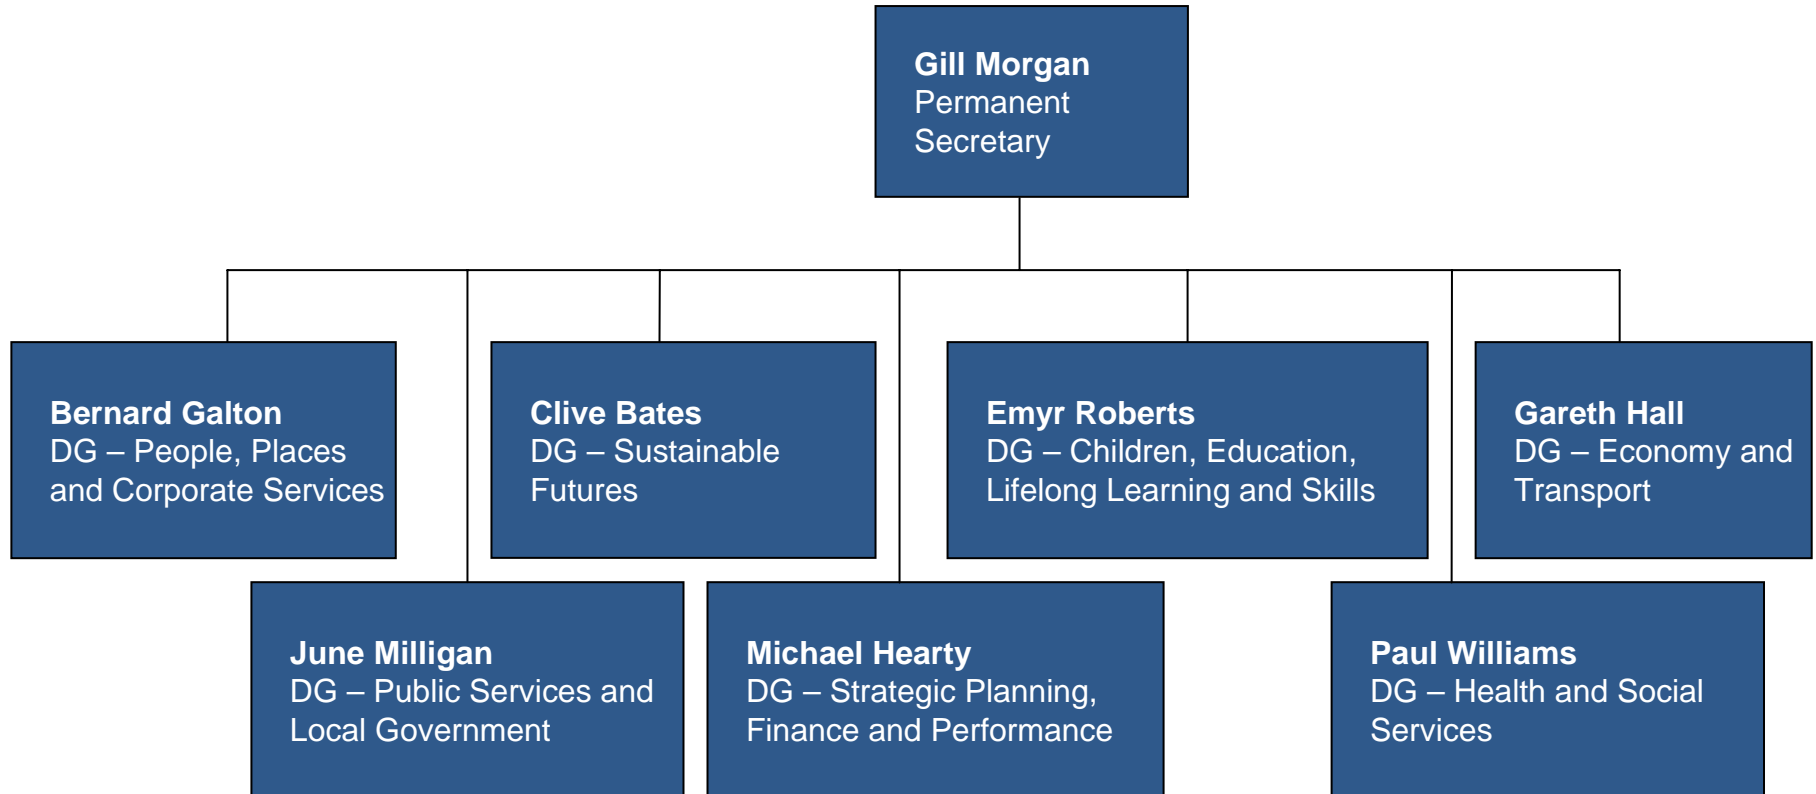 Gill Morgan
Permanent
Secretary
Bernard Galton
DG – People, Places
and Corporate Services
Clive Bates
DG – Sustainable
Futures
Emyr Roberts
DG – Children, Education,
Lifelong Learning and Skills
Gareth Hall
DG – Economy and
Transport
June Milligan
DG – Public Services and
Local Government
Michael Hearty
DG – Strategic Planning,
Finance and Performance
Paul Williams
DG – Health and Social
Services